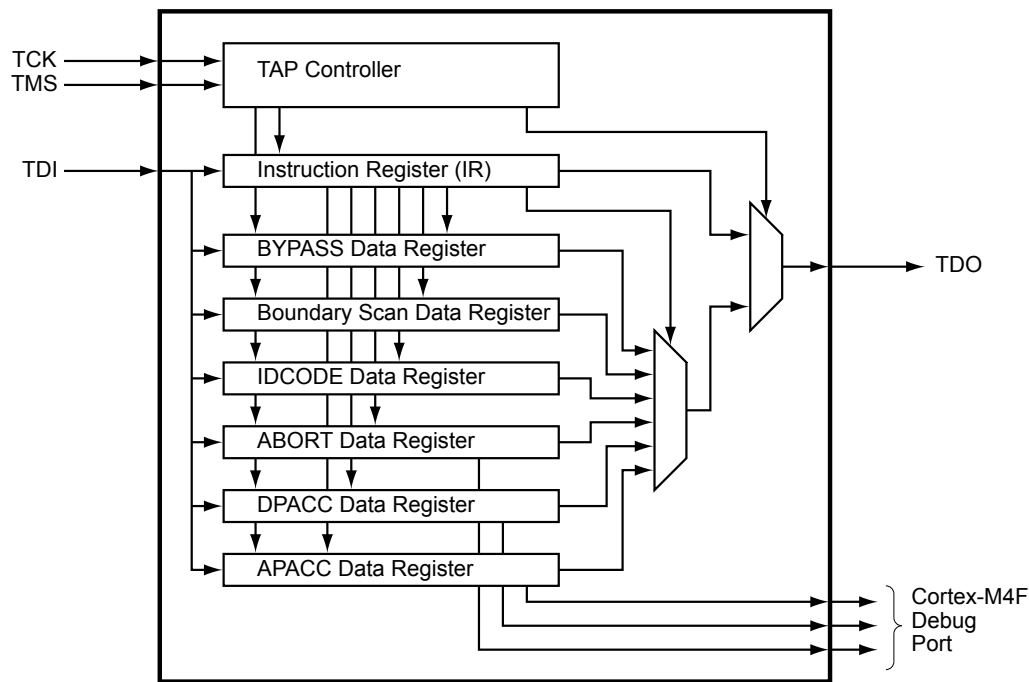 TCK
TMS
TAP Controller
TDI
Instruction Register (IR)
BYPASS Data Register
TDO
Boundary Scan Data Register
IDCODE Data Register
ABORT Data Register
DPACC Data Register
APACC Data Register
Cortex-M4F
Debug
Port